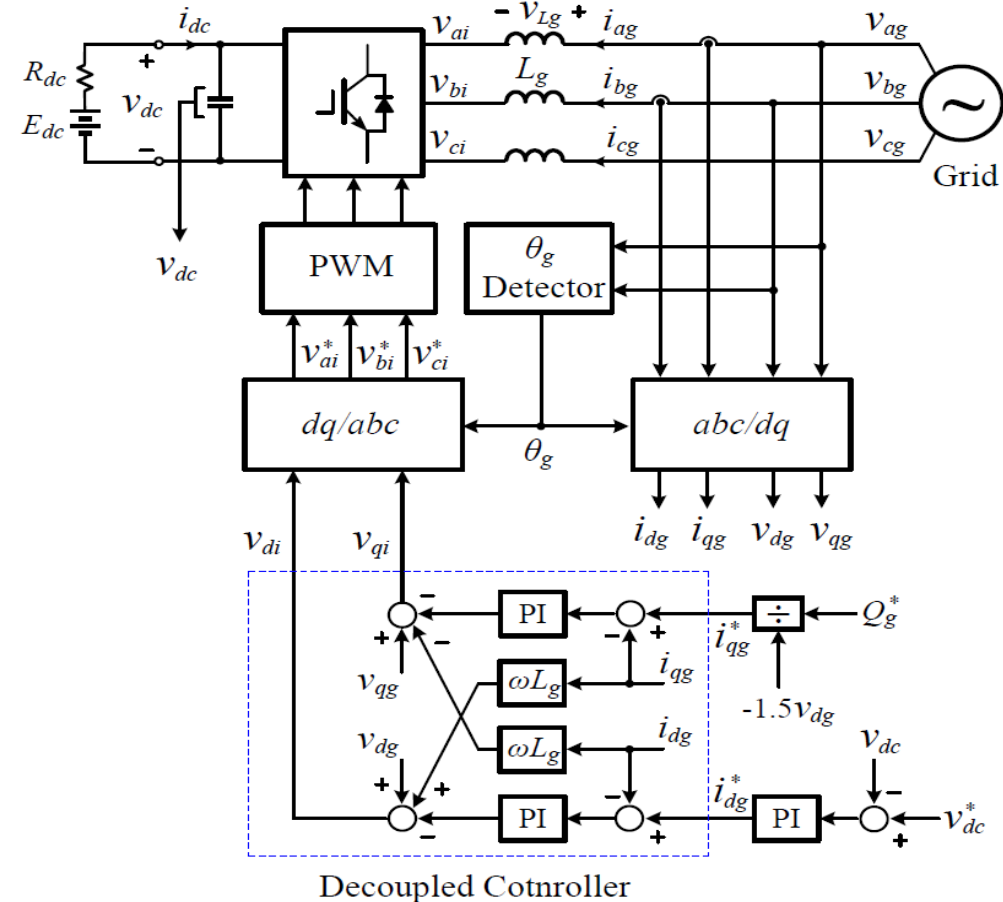 i_dc
- v_Lg +
v_ai
i_ag
v_ag
R_dc
+
v_dc
E_dc
-
v_bi
L_g
i_bg
v_bg
~
v_ci
i_cg
v_cg
Grid
v_dc
PWM
θ_g
Detector
v*_ai
v*_bi
v*_ci
dq/abc
θ_g
abc/dq
i_dg
i_qg
v_dg
v_qg
v_di
v_qi
-
PI
-
+
i*_qg
÷
Q*_g
+
-
v_qg
ωL_g
i_qg
-1.5v_dg
v_dg
ωL_g
i_dg
v_dc
+
+
-
PI
-
+
i*_dg
PI
-
+
v*_dc
Decoupled Cotnroller